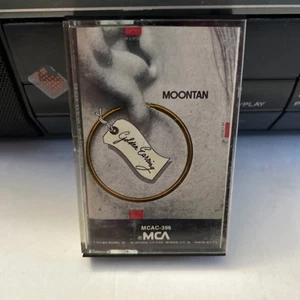 MOONTAN
Golden Earring
MCAC-396
MCA
PLAY